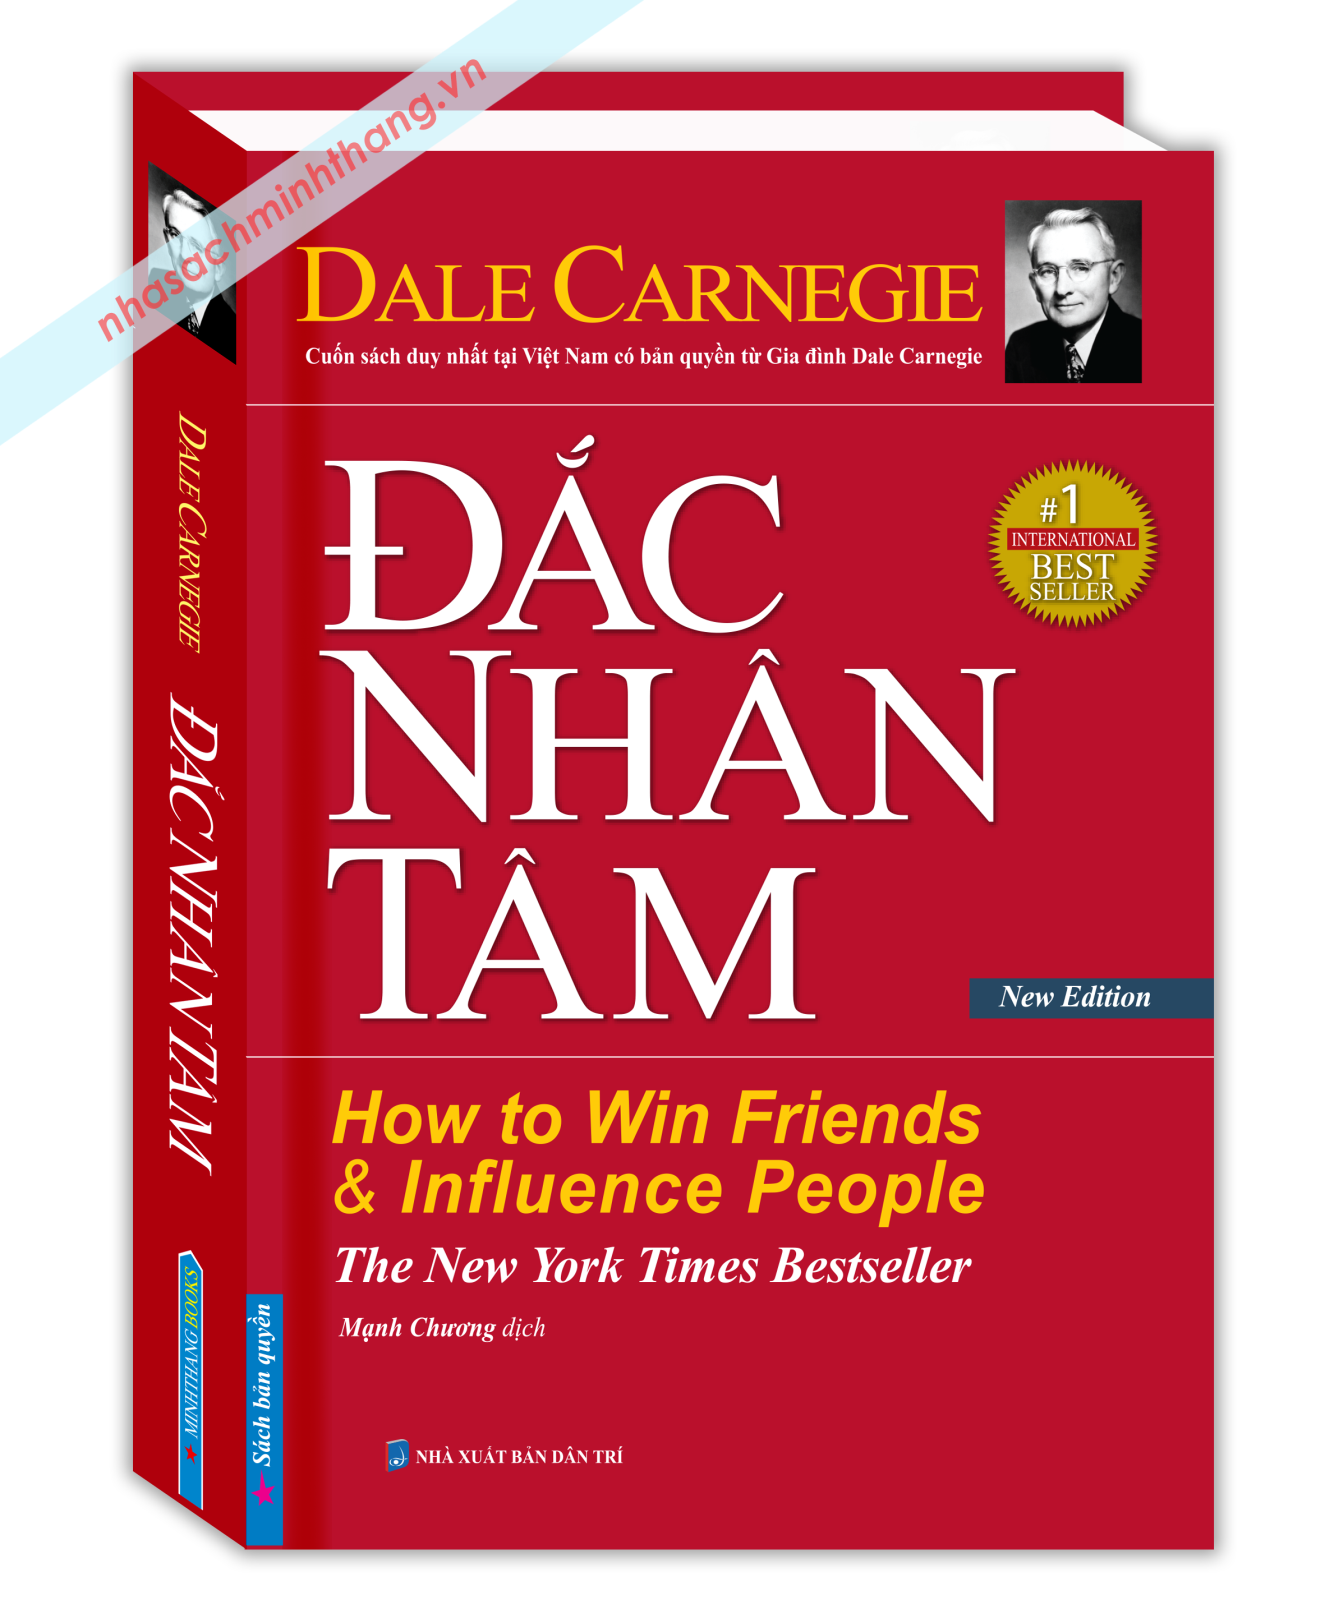 nhasachminhthang.vn
DALE CARNEGIE
Cuốn sách duy nhất tại Việt Nam có bản quyền từ Gia đình Dale Carnegie
ĐẮC
NHÂN
TÂM
#1
INTERNATIONAL
BEST
SELLER
New Edition
How to Win Friends
& Influence People
The New York Times Bestseller
Mạnh Chương dịch
NHÀ XUẤT BẢN DÂN TRÍ
Sách bản quyền
DALE CARNEGIE
ĐẮC NHÂN TÂM
MINHTHANGBOOKS